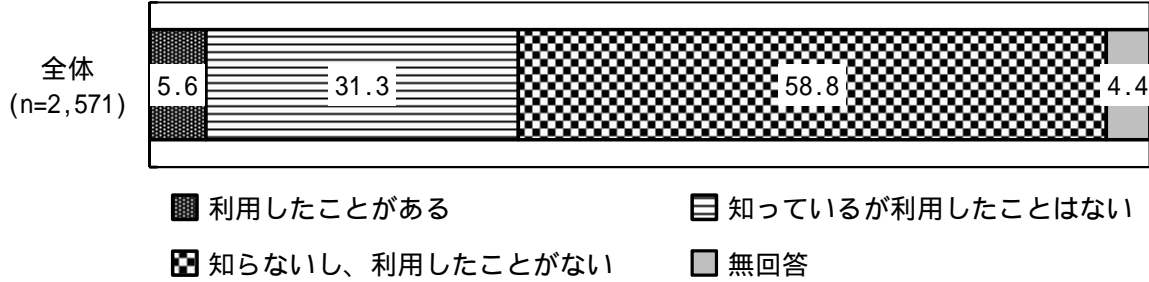 全体
(n=2,571)
5.6 31.3 58.8 4.4
利用したことがある 知っているが利用したことはない
知らないし、利用したことがない 無回答